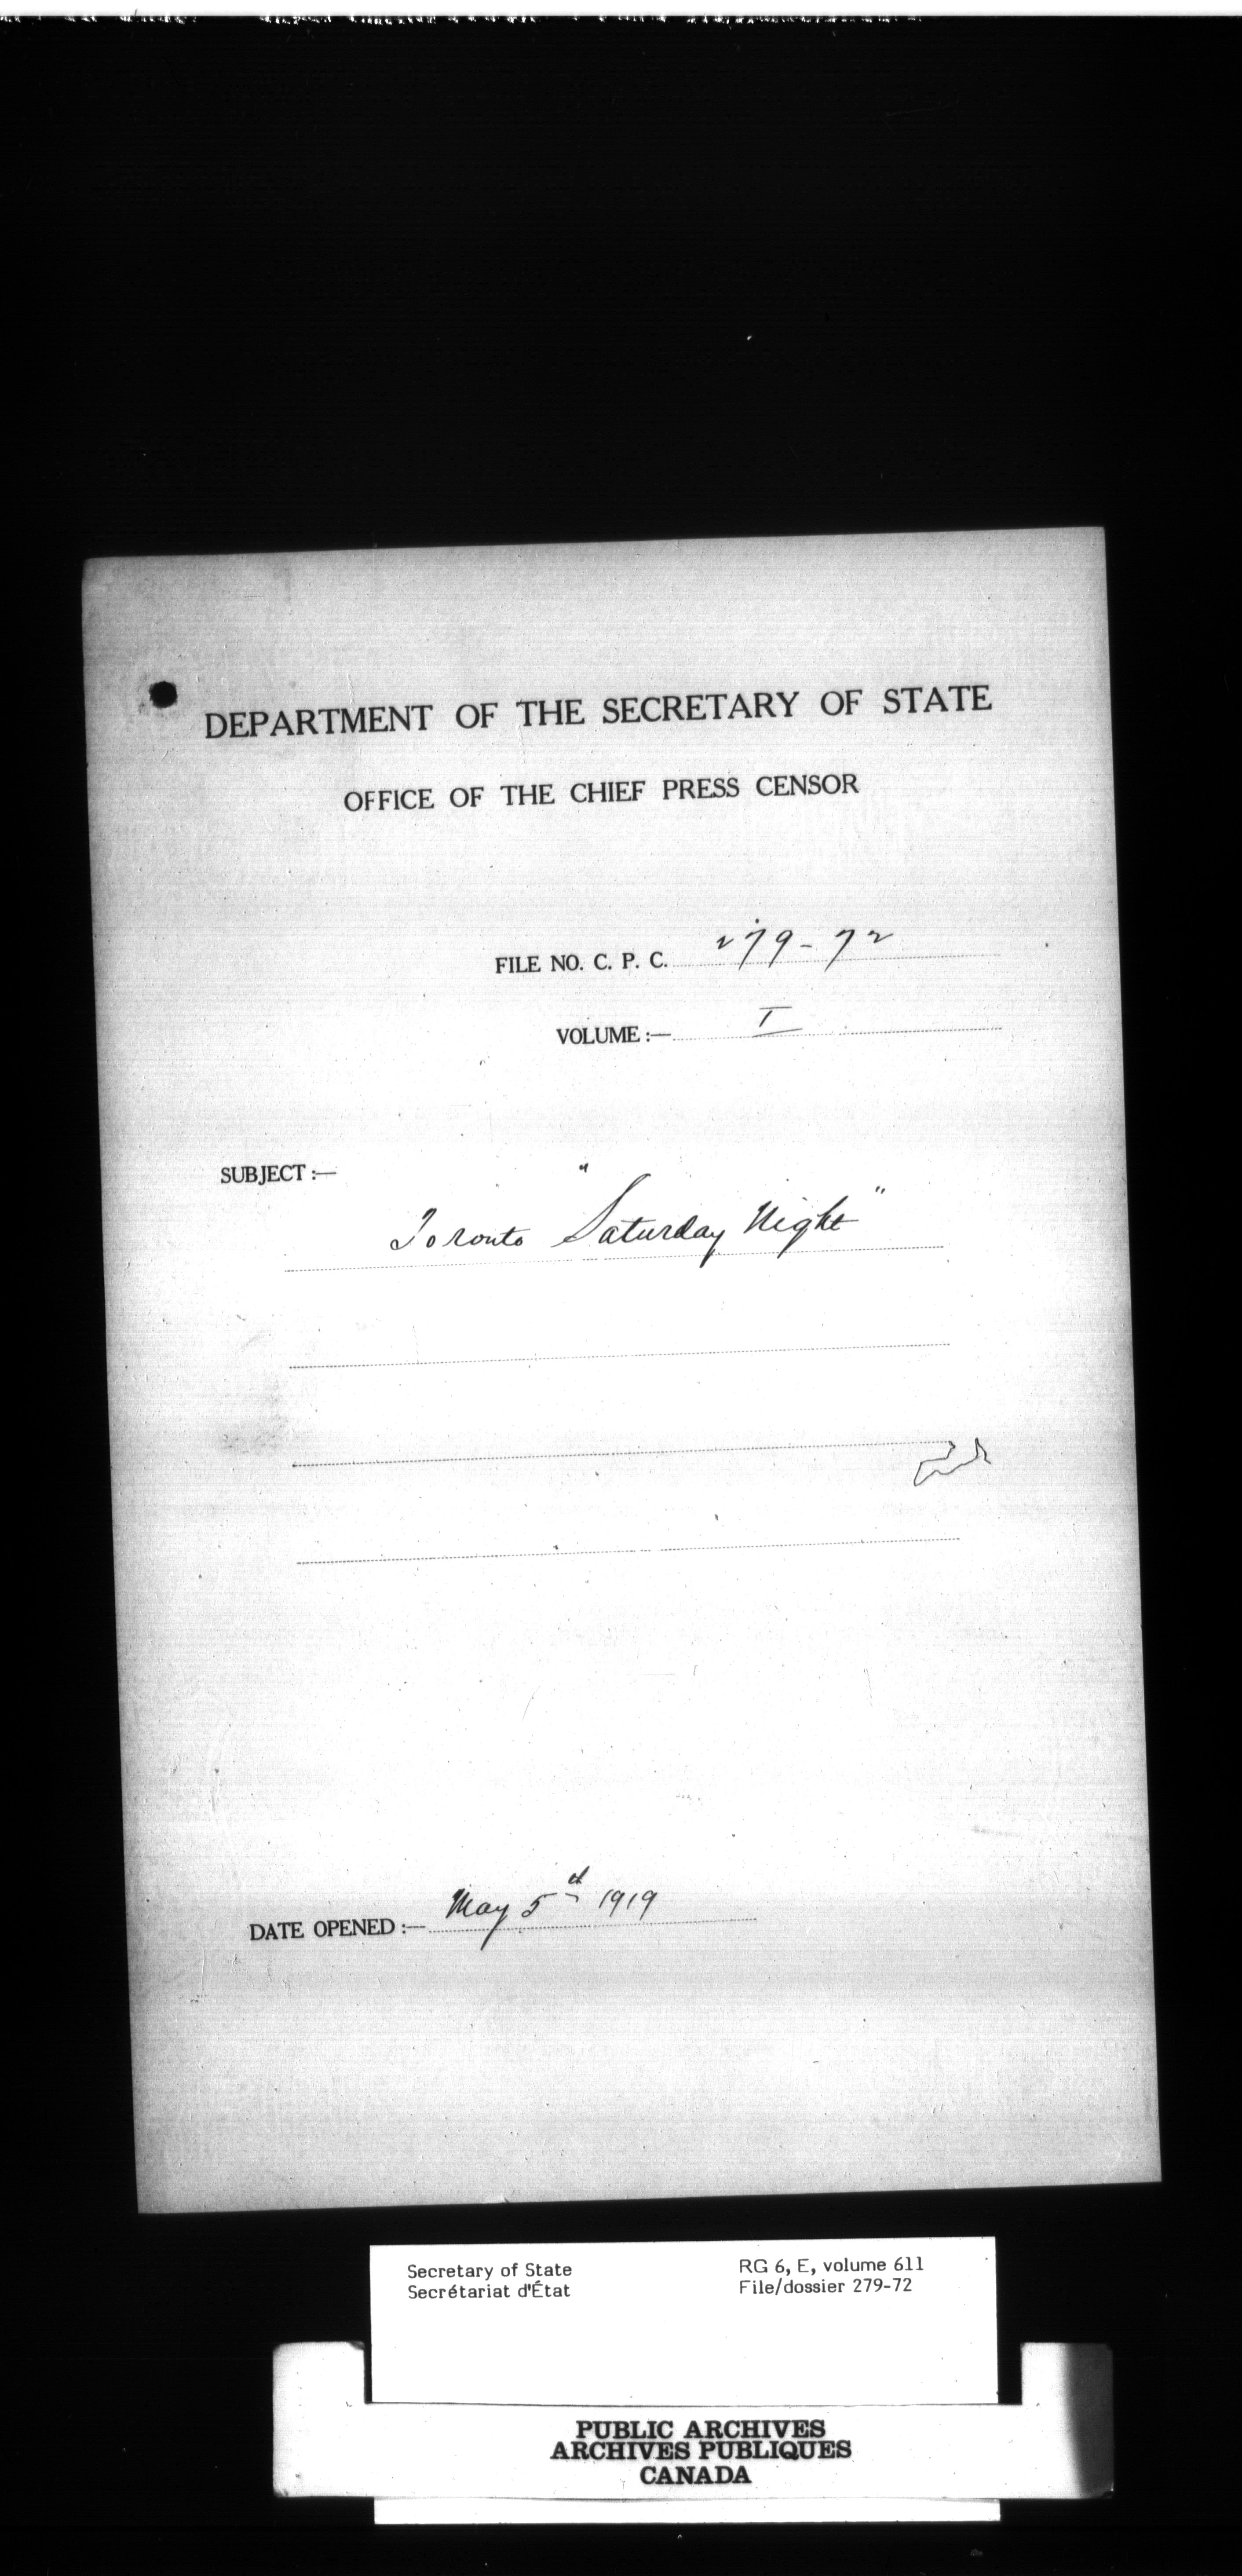 DEPARTMENT OF THE SECRETARY OF STATE
OFFICE OF THE CHIEF PRESS CENSOR
FILE NO. C. P. C. 279-72
VOLUME:— I
SUBJECT:—
Toronto "Saturday Night"
DATE OPENED:— May 5th 1919
Secretary of State RG 6, E, volume 611
Secrétariat d'État File/dossier 279-72
PUBLIC ARCHIVES
ARCHIVES PUBLIQUES
CANADA